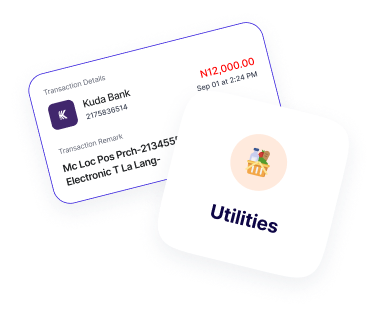 Transaction Details
Kuda Bank
2175836514
N12,000.00
Sep 01 at 2:24 PM
Transaction Remark
Mc Loc Pos Prch-213455
Electronic T La Lang-
Utilities